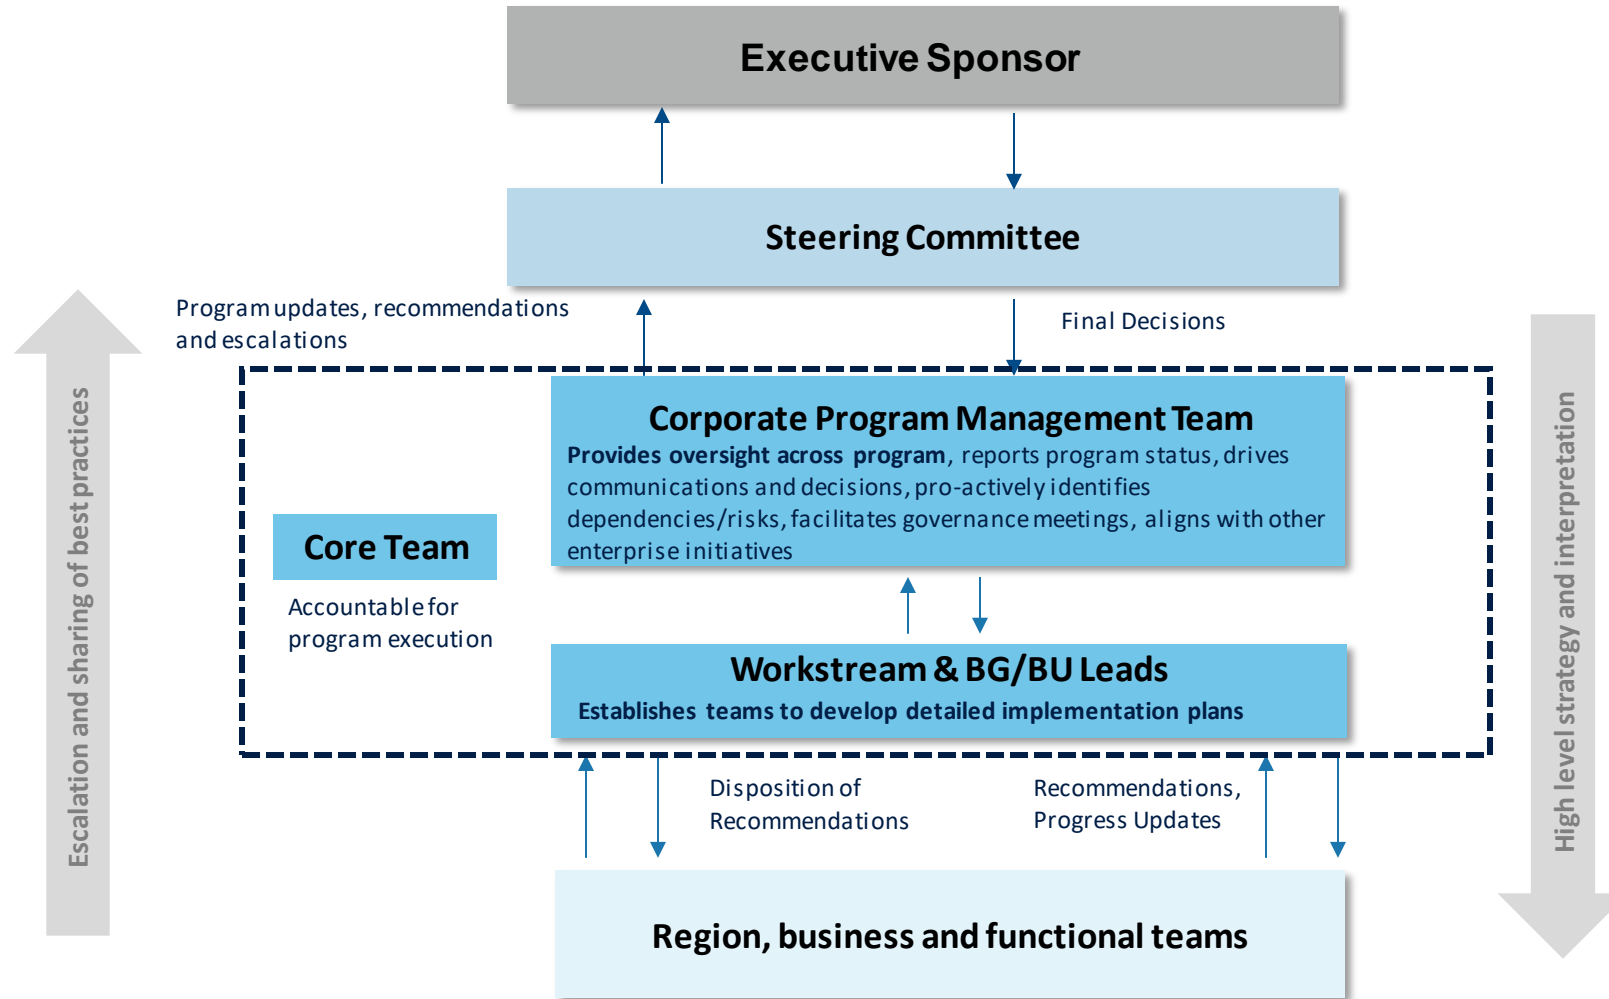 Executive Sponsor
Steering Committee
Program updates, recommendations
and escalations
Final Decisions
Escalation and sharing of best practices
High level strategy and interpretation
Corporate Program Management Team
Provides oversight across program, reports program status, drives
communications and decisions, pro-actively identifies
dependencies/risks, facilitates governance meetings, aligns with other
enterprise initiatives
Core Team
Accountable for
program execution
Workstream & BG/BU Leads
Establishes teams to develop detailed implementation plans
Disposition of
Recommendations
Recommendations,
Progress Updates
Region, business and functional teams